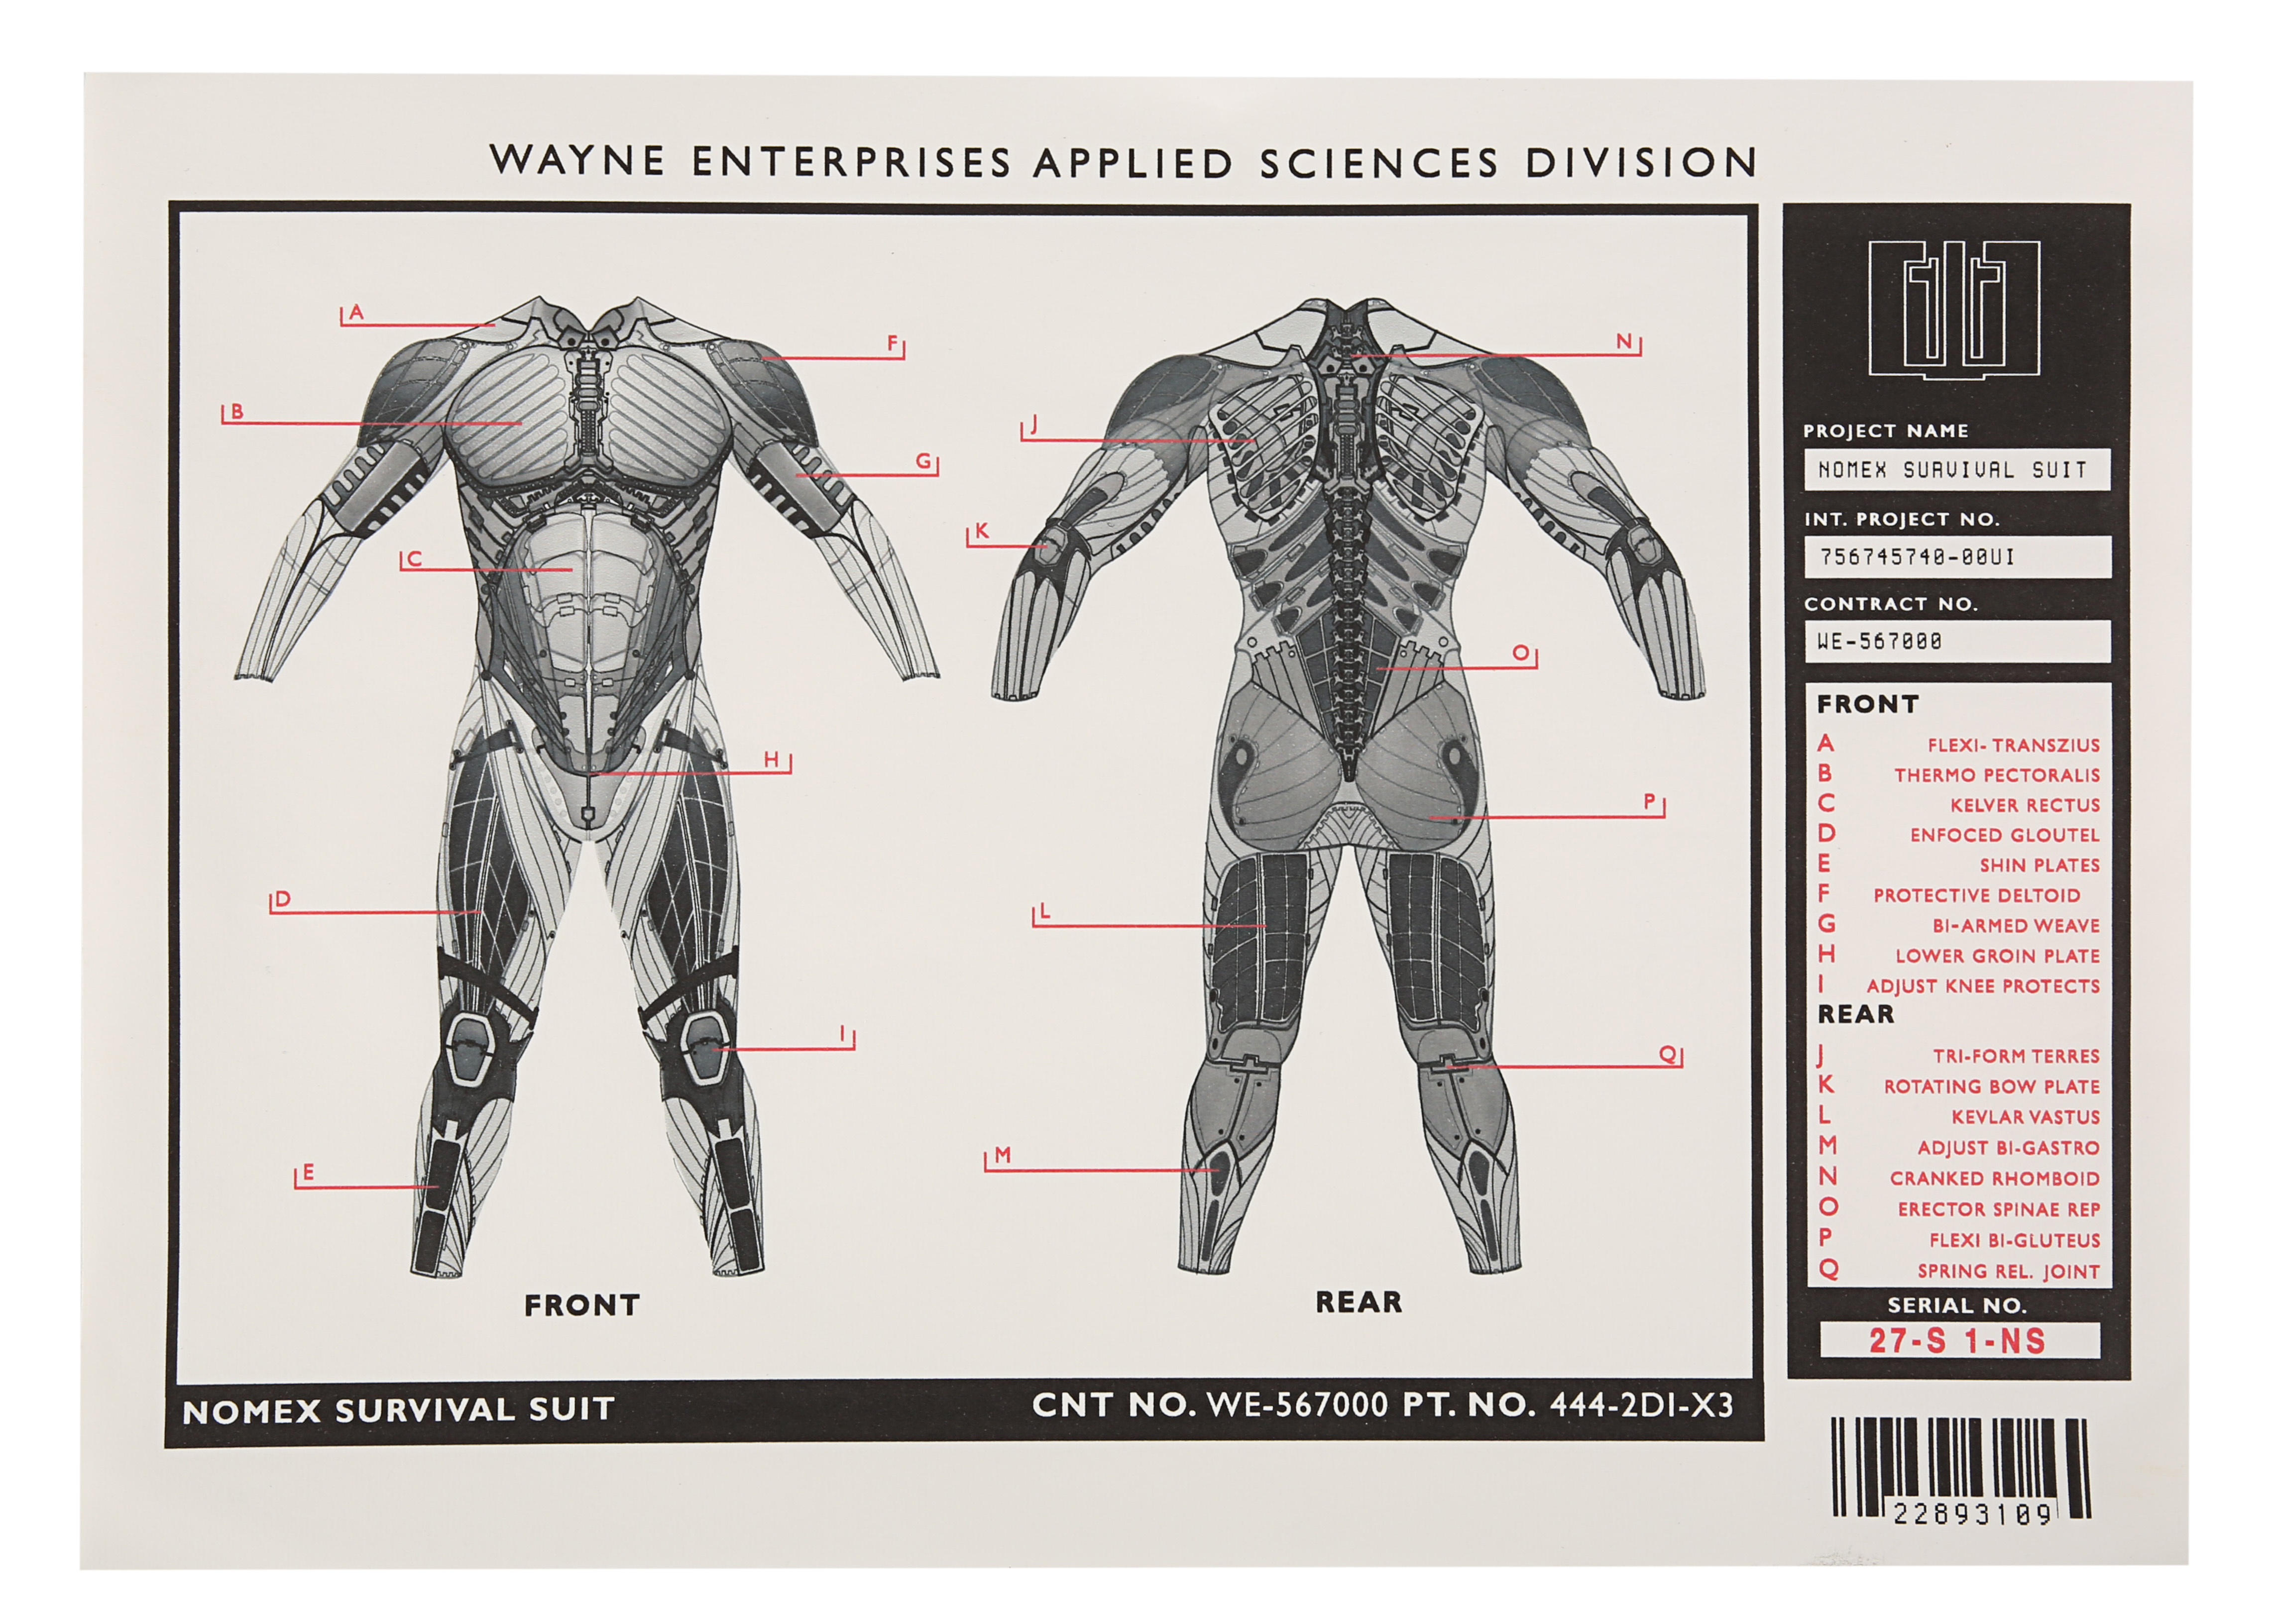 WAYNE ENTERPRISES APPLIED SCIENCES DIVISION
A
F
B
G
C
H
D
I
E
FRONT
N
J
K
O
P
L
Q
M
REAR
NOMEX SURVIVAL SUIT
CNT NO. WE-567000 PT. NO. 444-2DI-X3
PROJECT NAME
NOMEX SURVIVAL SUIT
INT. PROJECT NO.
756745740-00UI
CONTRACT NO.
WE-567000
FRONT
A FLEXI- TRANSZIUS
B THERMO PECTORALIS
C KELVER RECTUS
D ENFOCED GLOUTEL
E SHIN PLATES
F PROTECTIVE DELTOID
G BI-ARMED WEAVE
H LOWER GROIN PLATE
I ADJUST KNEE PROTECTS
REAR
J TRI-FORM TERRES
K ROTATING BOW PLATE
L KEVLAR VASTUS
M ADJUST BI-GASTRO
N CRANKED RHOMBOID
O ERECTOR SPINAE REP
P FLEXI BI-GLUTEUS
Q SPRING REL. JOINT
SERIAL NO.
27-S 1-NS
22893109